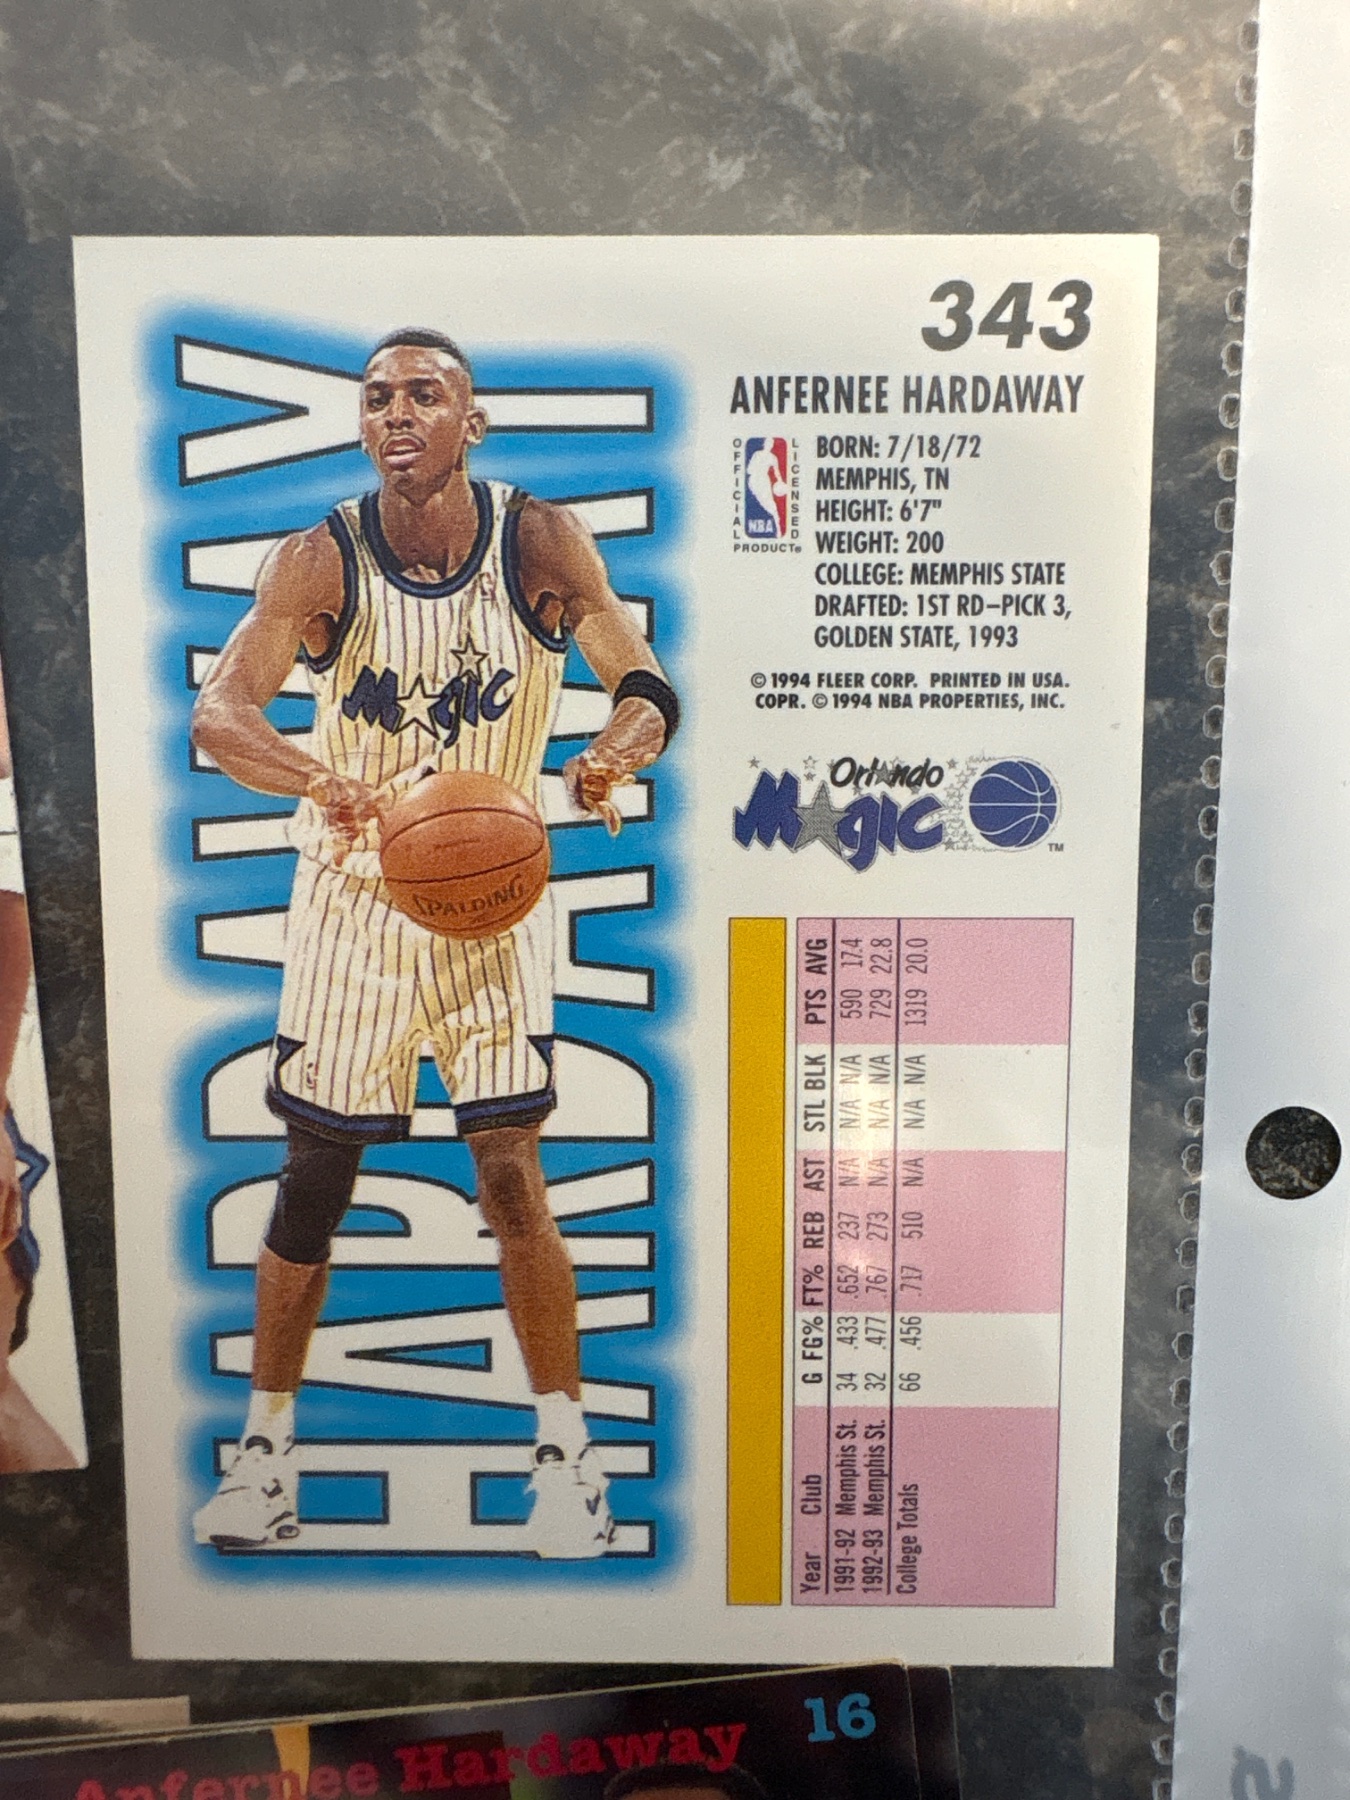 343
ANFERNEE HARDAWAY
OFFICIAL LICENSED
NBA
PRODUCT®
BORN: 7/18/72
MEMPHIS, TN
HEIGHT: 6'7"
WEIGHT: 200
COLLEGE: MEMPHIS STATE
DRAFTED: 1ST RD–PICK 3,
GOLDEN STATE, 1993
© 1994 FLEER CORP. PRINTED IN USA.
COPR. © 1994 NBA PROPERTIES, INC.
Orlando
Magic
TM
HARDAWAY
Magic
SPALDING
Year Club G FG% FT% REB AST STL BLK PTS AVG
1991-92 Memphis St. 34 .433 .652 237 N/A N/A N/A 590 17.4
1992-93 Memphis St. 32 .477 .767 273 N/A N/A N/A 729 22.8
College Totals 66 .456 .717 510 N/A N/A N/A 1319 20.0
Anfernee Hardaway 16